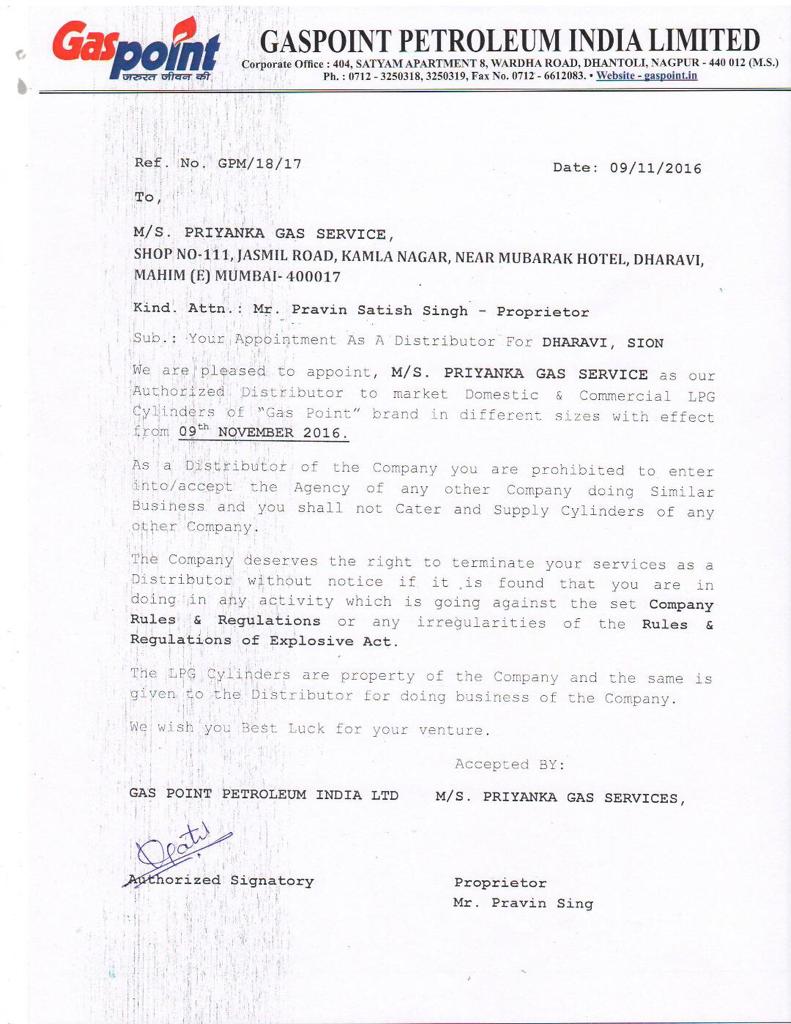 Gaspoint
जरुरत जीवन की
GASPOINT PETROLEUM INDIA LIMITED
Corporate Office : 404, SATYAM APARTMENT 8, WARDHA ROAD, DHANTOLI, NAGPUR - 440 012 (M.S.)
Ph. : 0712 - 3250318, 3250319, Fax No. 0712 - 6612083. • Website - gaspoint.in
Ref. No. GPM/18/17
Date: 09/11/2016
To,
M/S. PRIYANKA GAS SERVICE,
SHOP NO-111, JASMIL ROAD, KAMLA NAGAR, NEAR MUBARAK HOTEL, DHARAVI,
MAHIM (E) MUMBAI- 400017
Kind. Attn.: Mr. Pravin Satish Singh - Proprietor
Sub.: Your Appointment As A Distributor For DHARAVI, SION
We are pleased to appoint, M/S. PRIYANKA GAS SERVICE as our
Authorized Distributor to market Domestic & Commercial LPG
Cylinders of "Gas Point" brand in different sizes with effect
from 09th NOVEMBER 2016.
As a Distributor of the Company you are prohibited to enter
into/accept the Agency of any other Company doing Similar
Business and you shall not Cater and Supply Cylinders of any
other Company.
The Company deserves the right to terminate your services as a
Distributor without notice if it is found that you are in
doing in any activity which is going against the set Company
Rules & Regulations or any irregularities of the Rules &
Regulations of Explosive Act.
The LPG Cylinders are property of the Company and the same is
given to the Distributor for doing business of the Company.
We wish you Best Luck for your venture.
Accepted BY:
GAS POINT PETROLEUM INDIA LTD M/S. PRIYANKA GAS SERVICES,
Authorized Signatory
Proprietor
Mr. Pravin Sing